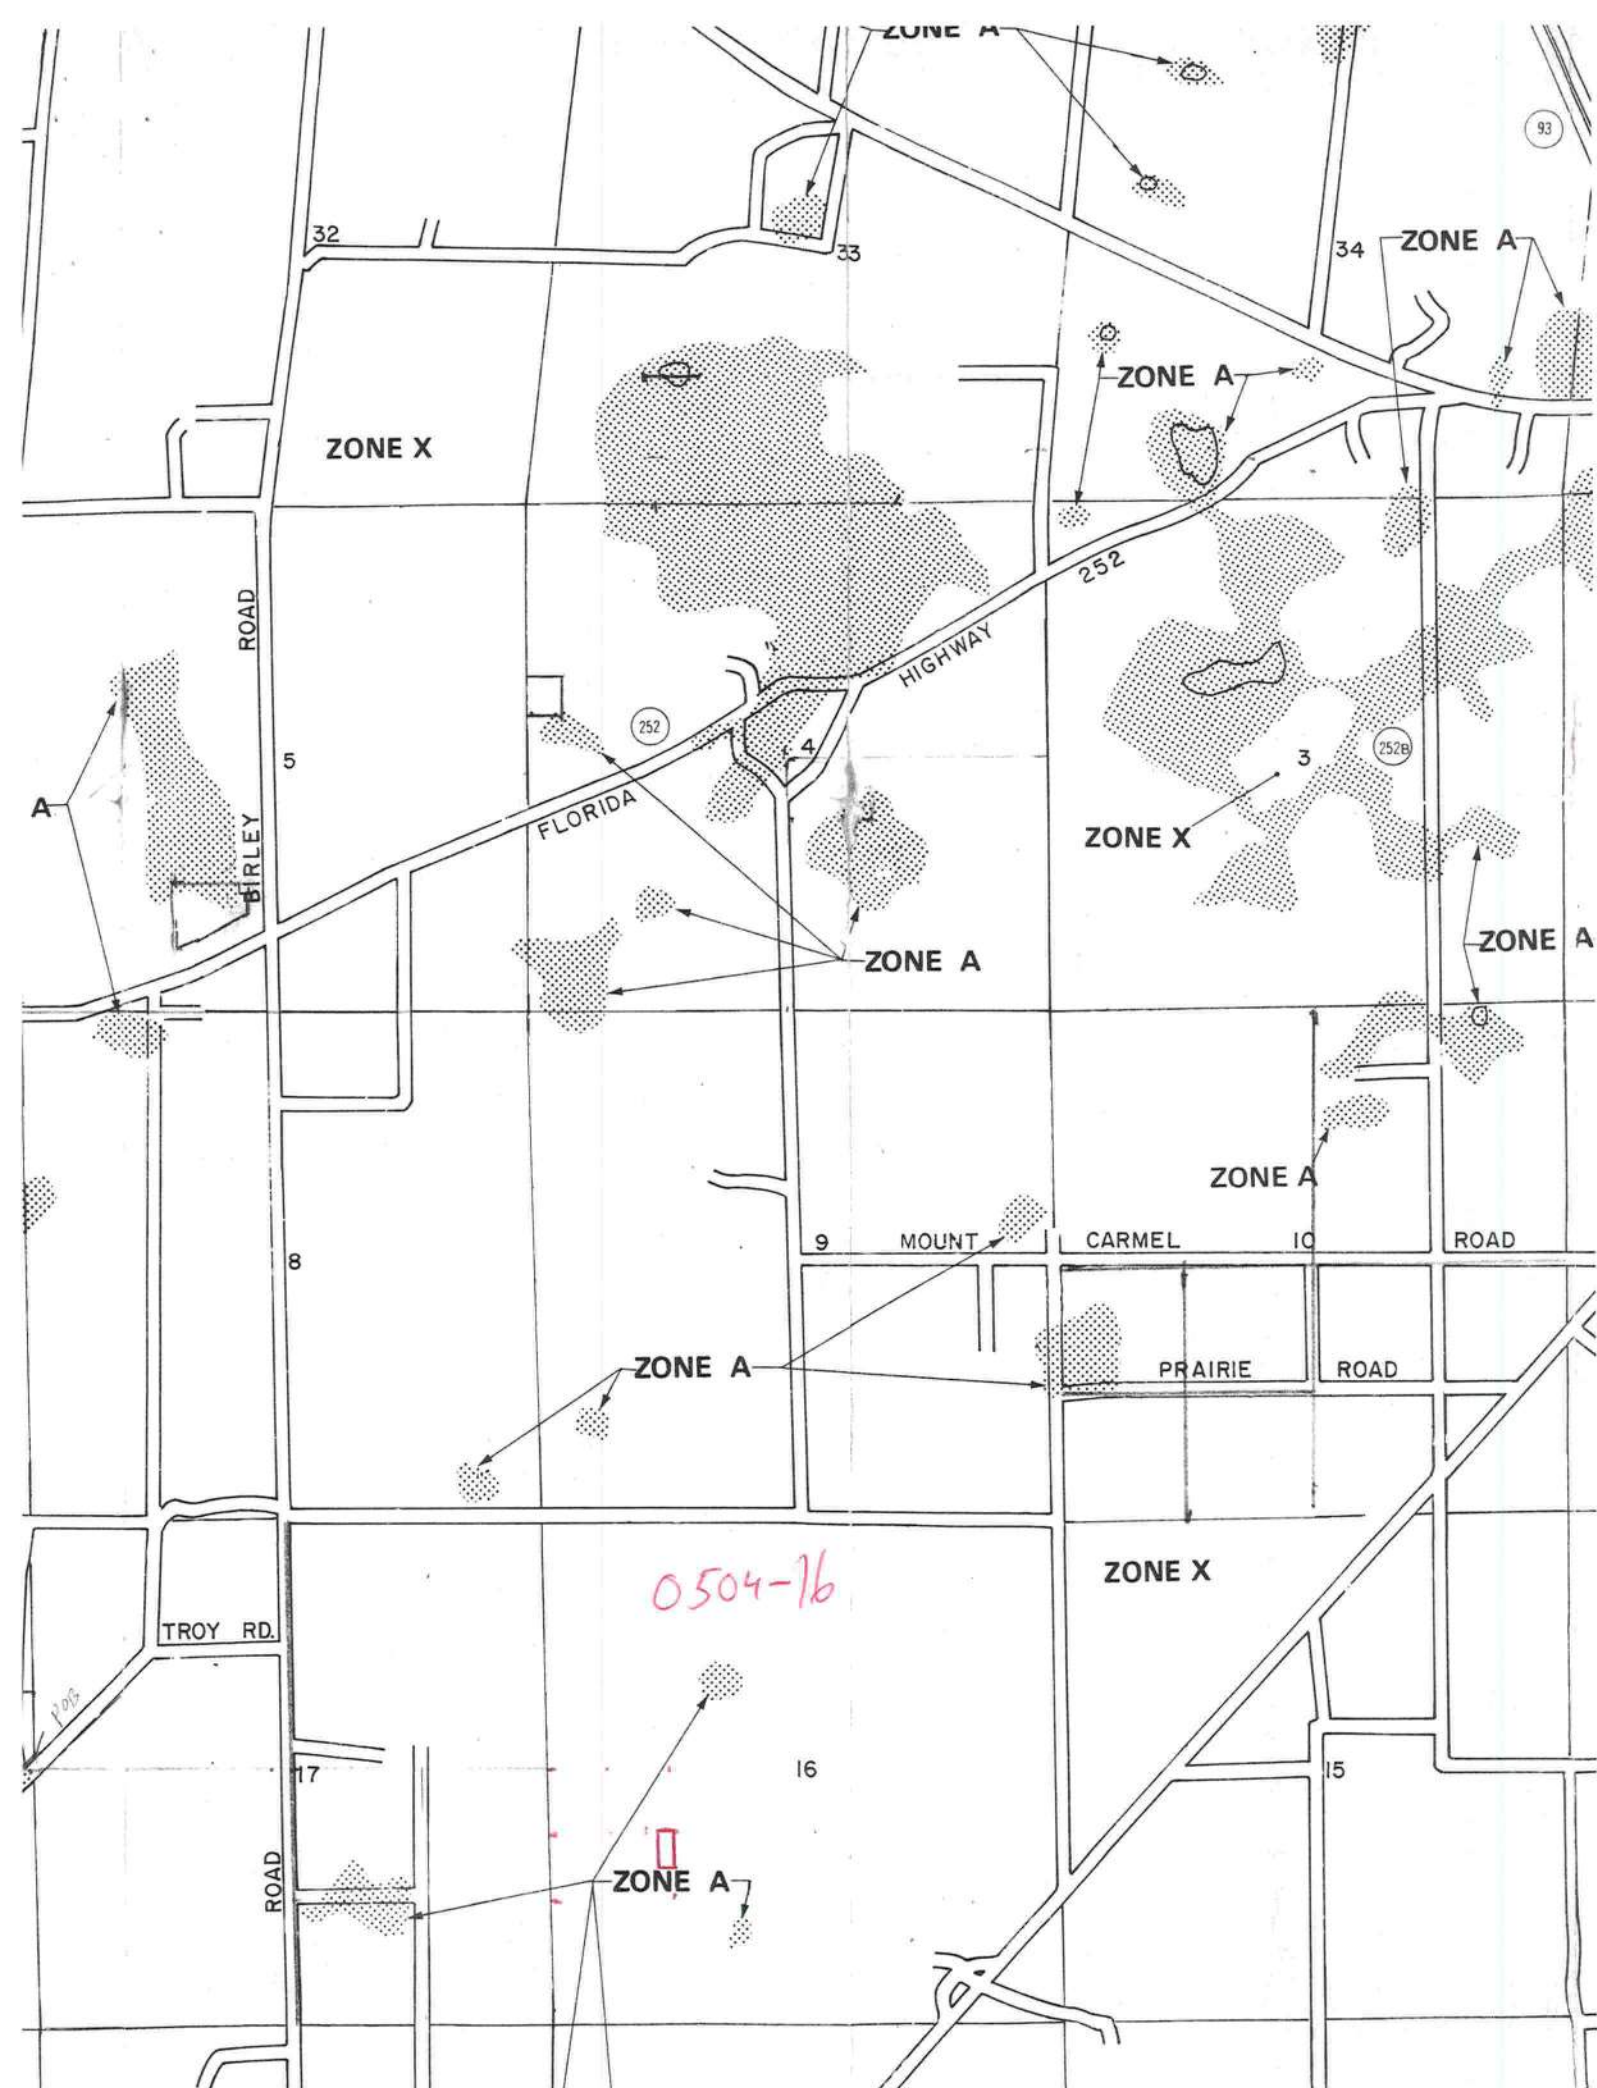 ZONE A
93
32
33
34
ZONE A
ZONE A
ZONE X
252
ROAD
HIGHWAY
252
4
5
3
252B
A
FLORIDA
ZONE X
BIRLEY
ZONE A
ZONE A
ZONE A
9
MOUNT
CARMEL
10
ROAD
8
ZONE A
PRAIRIE
ROAD
0504-16
ZONE X
TROY RD.
POB
17
16
15
ROAD
ZONE A